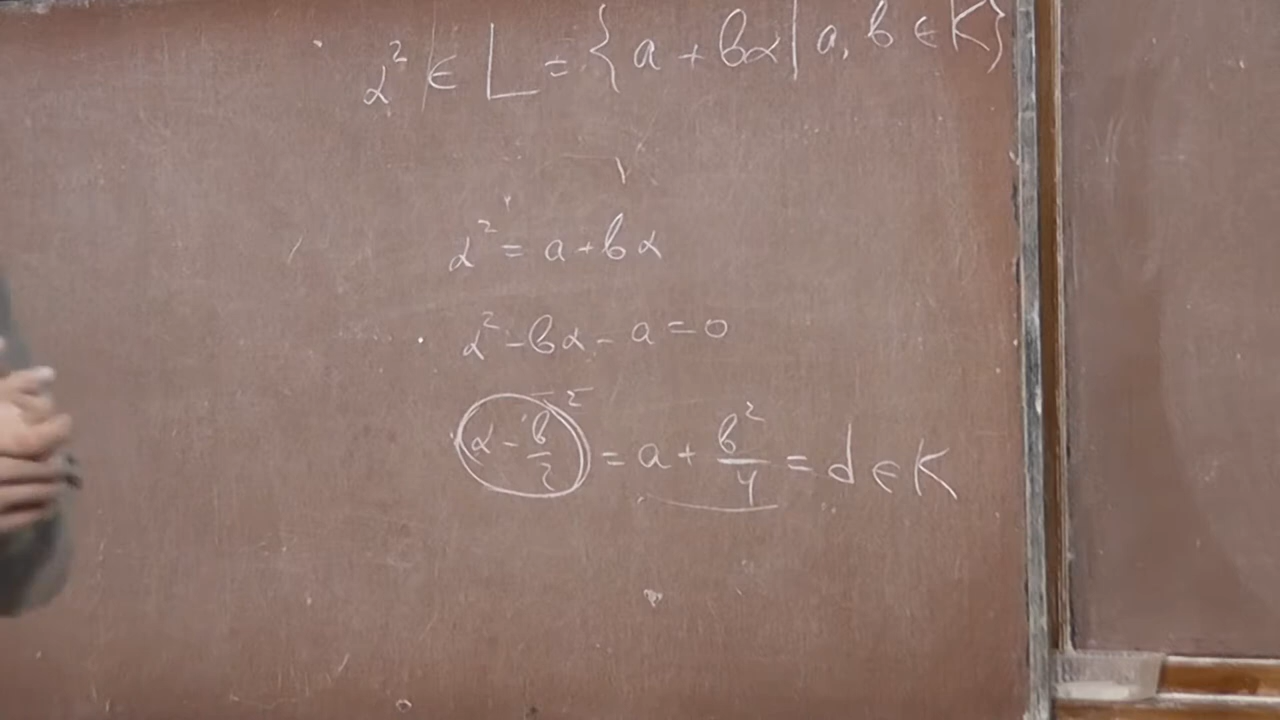 α² ∈ L = {a + bα | a, b ∈ K}
α² = a + bα
α² - bα - a = 0
(α - b/2)² = a + b²/4 = d ∈ K